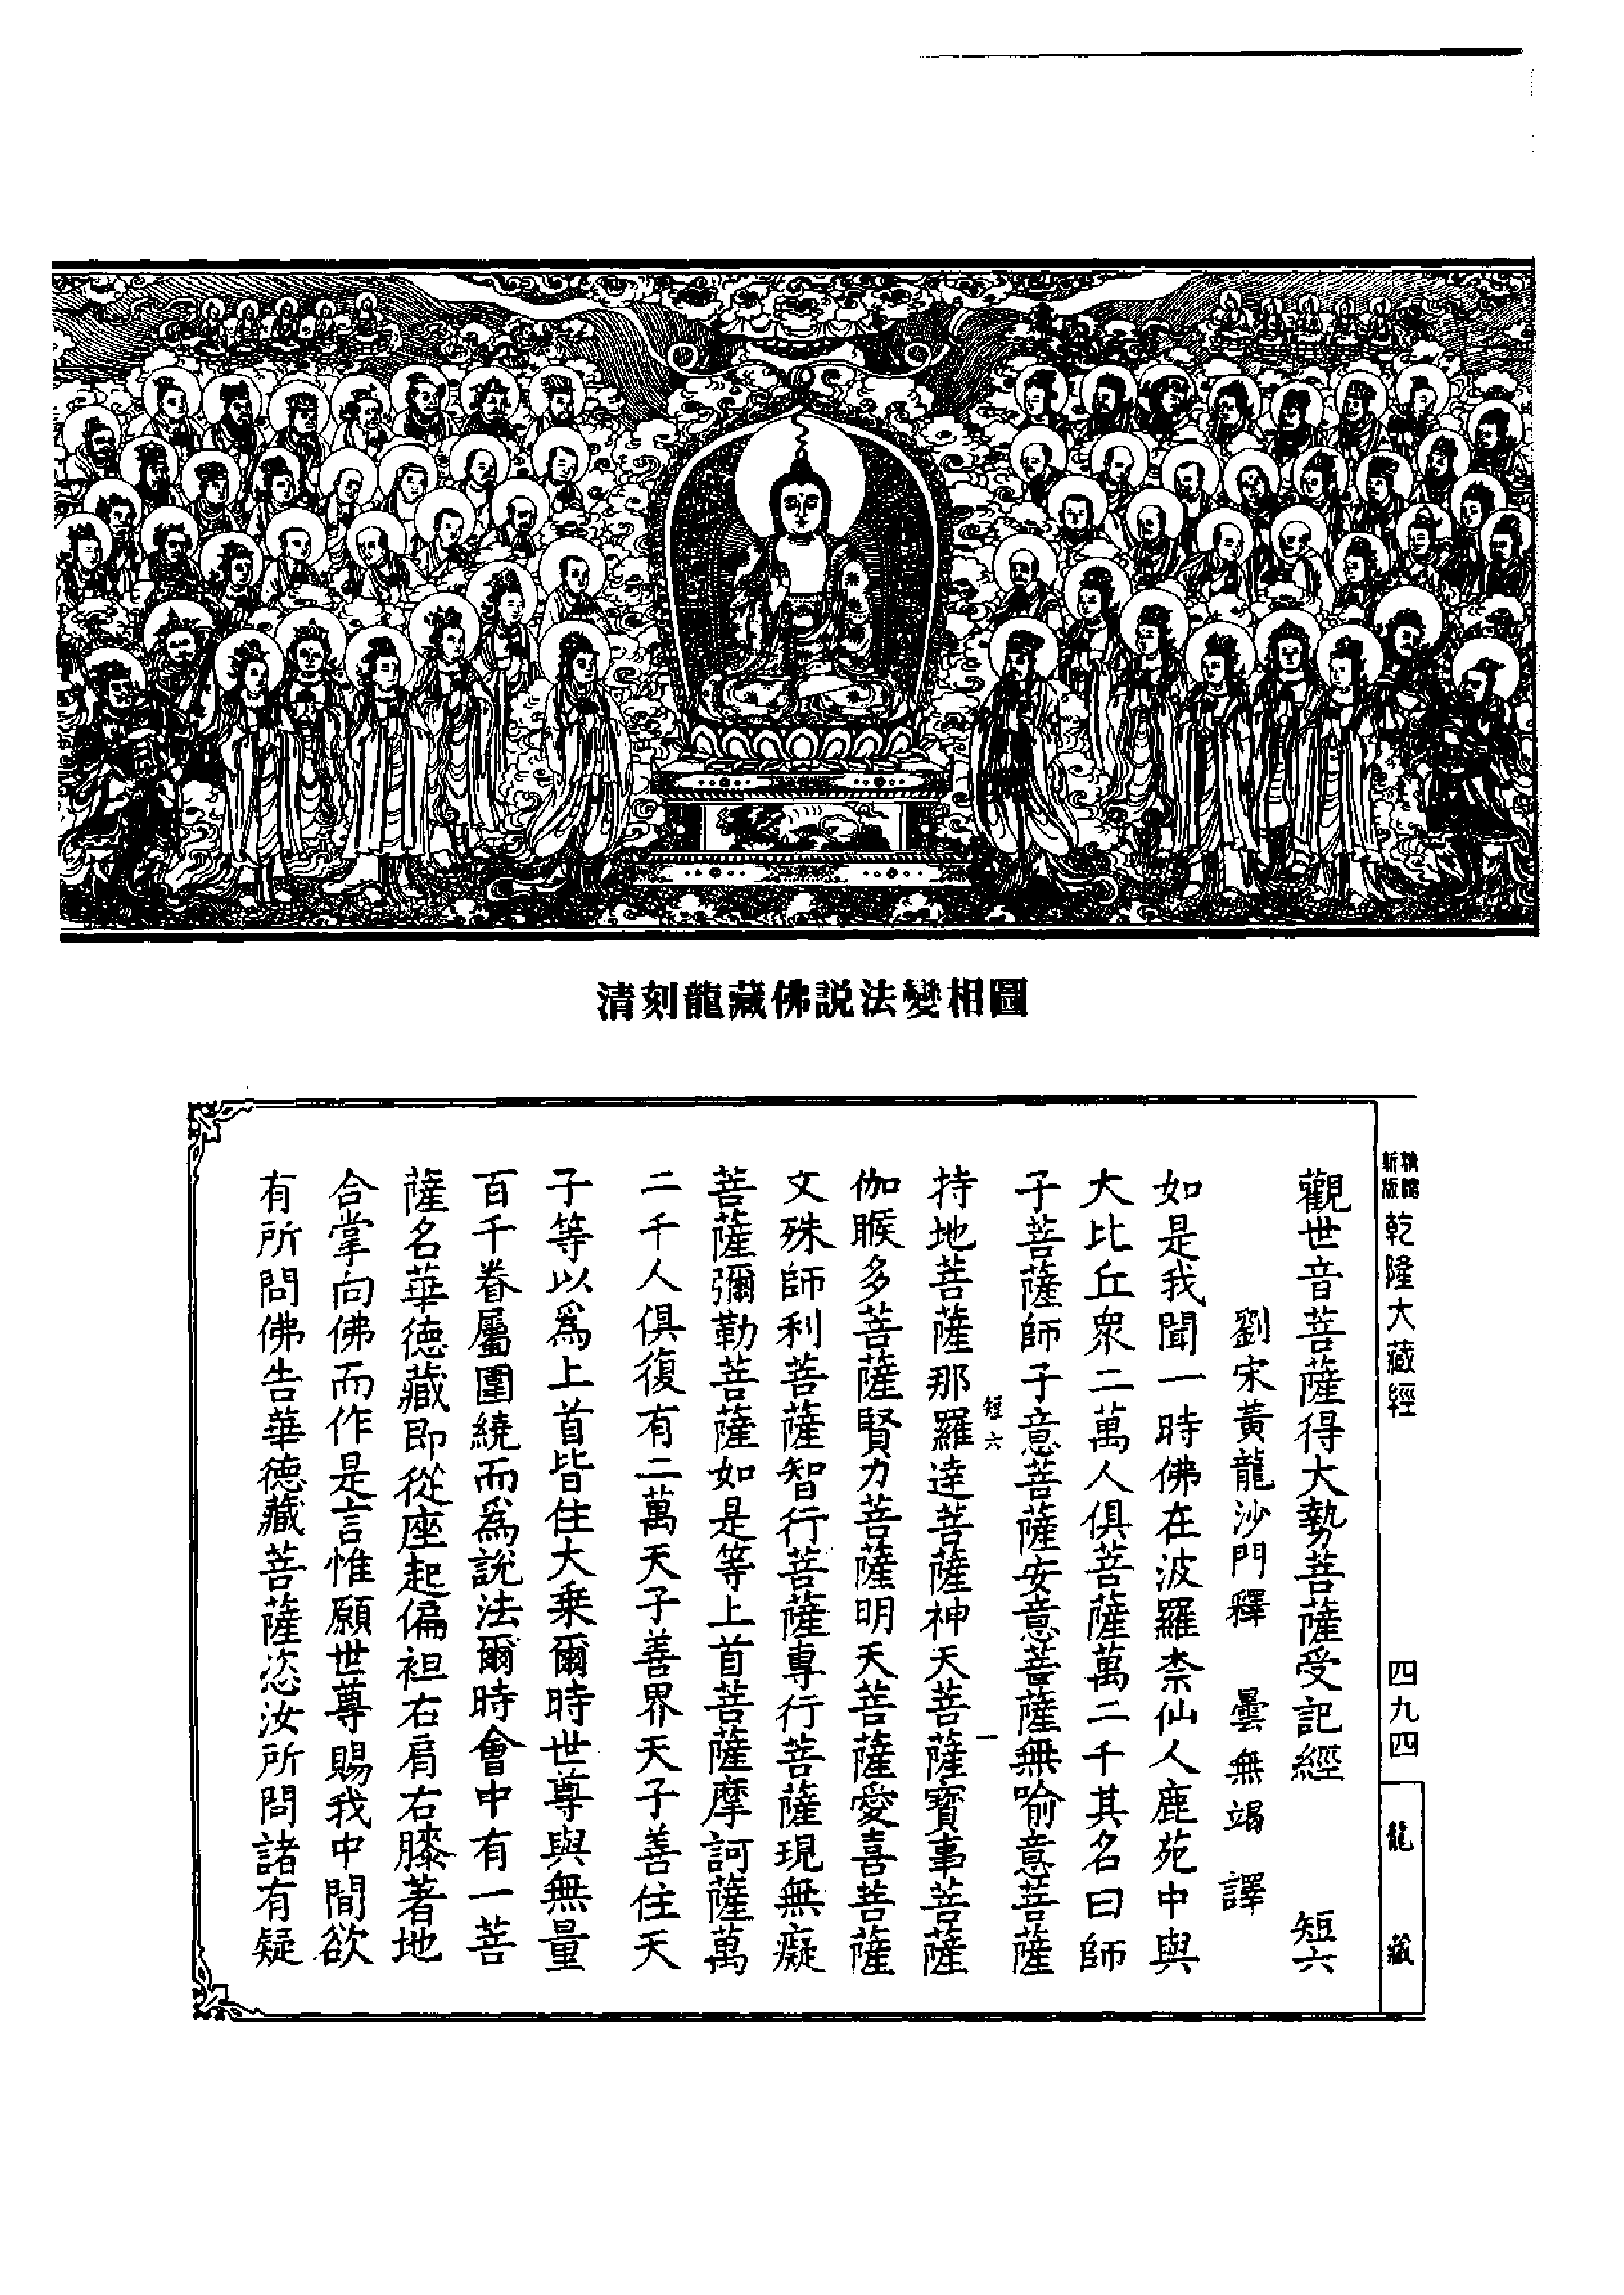 清刻龍藏佛説法變相圖
新版
精縮
乾隆大藏經
四九四
龍藏
觀世音菩薩得大勢菩薩受記經 短六
劉宋黃龍沙門釋 曇無竭 譯
如是我聞一時佛在波羅柰仙人鹿苑中與
大比丘衆二萬人俱菩薩萬二千其名曰師
子菩薩師子意菩薩安意菩薩無喻意菩薩
短六
一
持地菩薩那羅達菩薩神天菩薩寳事菩薩
伽睺多菩薩賢力菩薩明天菩薩愛喜菩薩
文殊師利菩薩智行菩薩專行菩薩現無癡
菩薩彌勒菩薩如是等上首菩薩摩訶薩萬
二千人俱復有二萬天子善界天子善住天
子等以爲上首皆住大乗爾時世尊與無量
百千眷屬圍繞而爲説法爾時會中有一菩
薩名華德藏即從座起偏袒右肩右膝著地
合掌向佛而作是言惟願世尊賜我中間欲
有所問佛告華德藏菩薩恣汝所問諸有疑